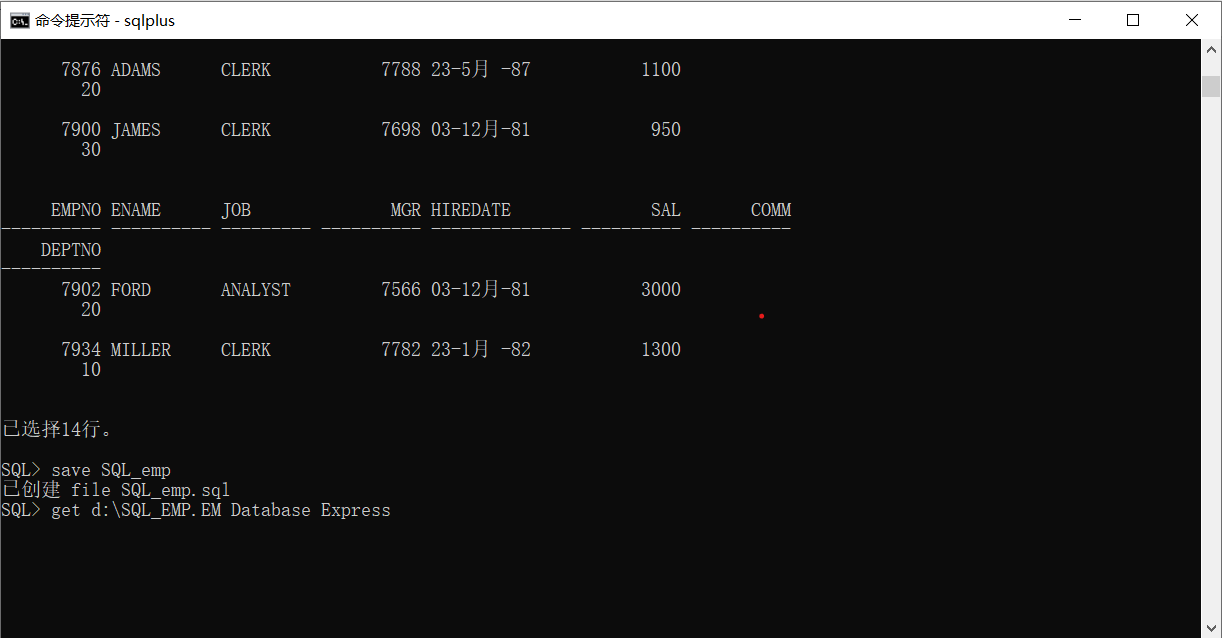 命令提示符 - sqlplus
7876 ADAMS CLERK 7788 23-5月 -87 1100
20
7900 JAMES CLERK 7698 03-12月-81 950
30
EMPNO ENAME JOB MGR HIREDATE SAL COMM
---------- ---------- --------- ---------- -------------- ---------- ----------
DEPTNO
----------
7902 FORD ANALYST 7566 03-12月-81 3000
20
7934 MILLER CLERK 7782 23-1月 -82 1300
10
已选择14行。
SQL> save SQL_emp
已创建 file SQL_emp.sql
SQL> get d:\SQL_EMP.EM Database Express